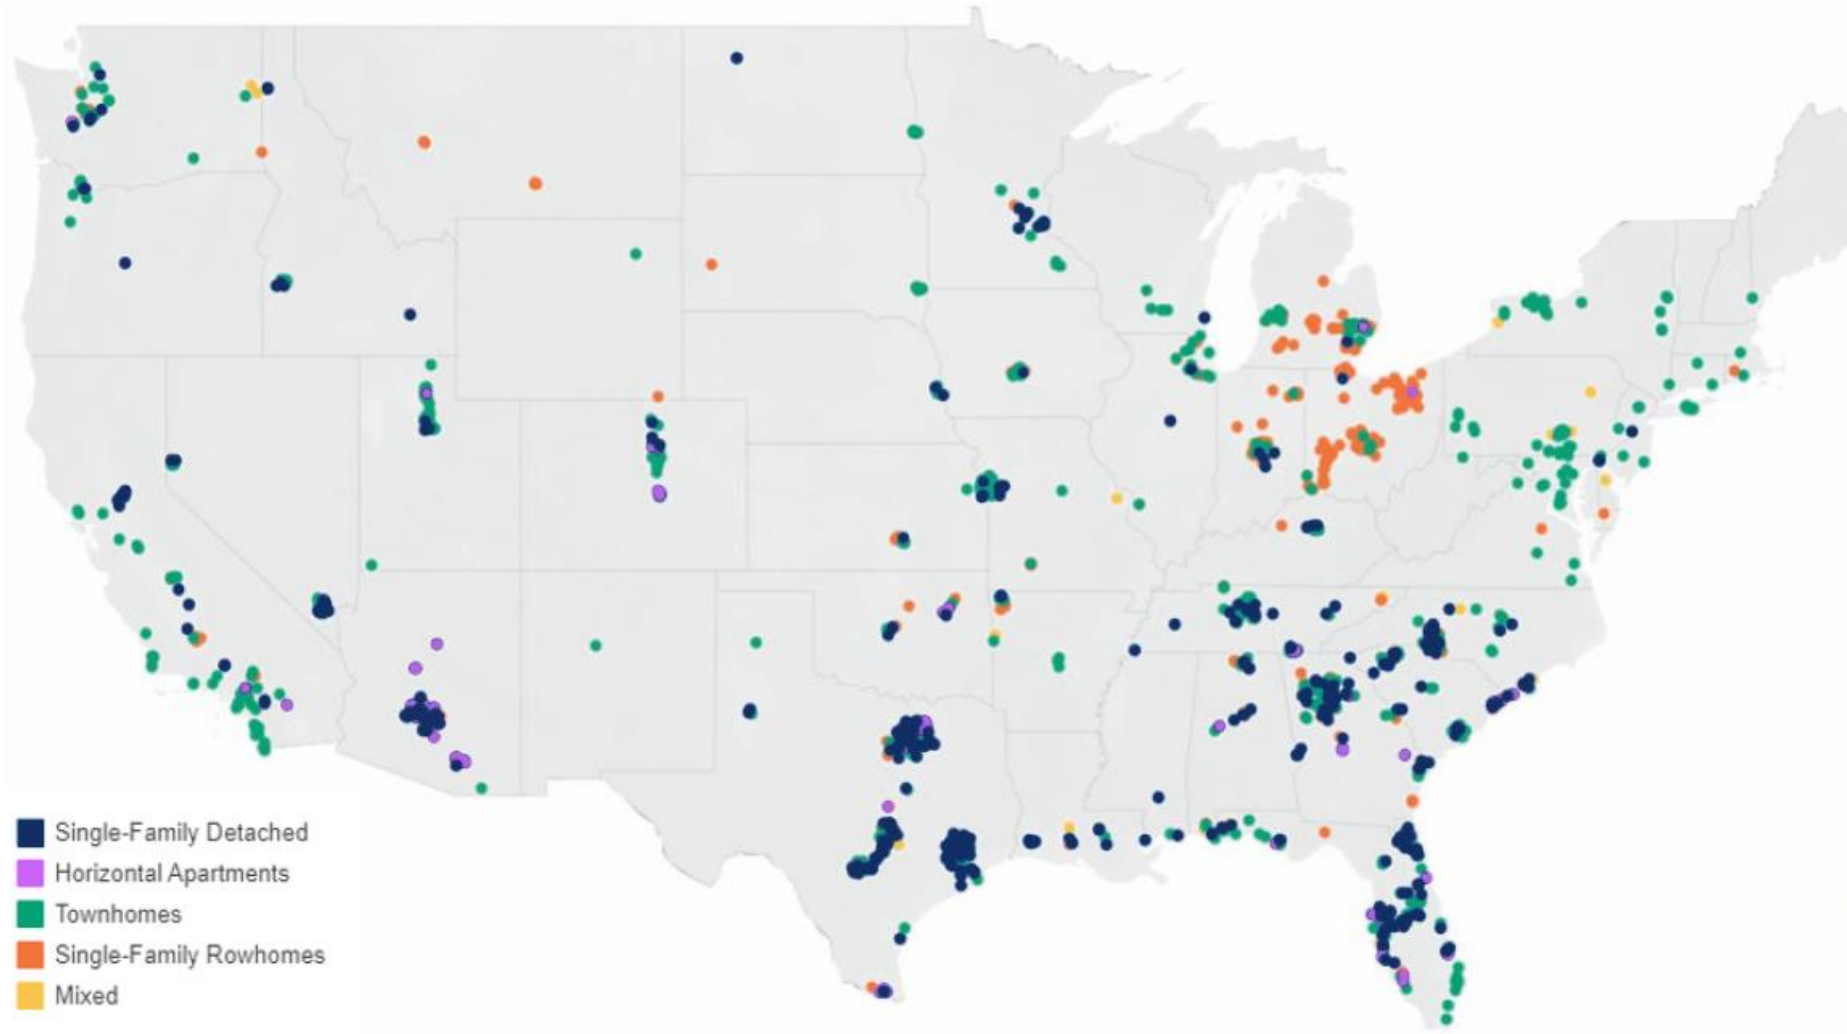 Single-Family Detached
Horizontal Apartments
Townhomes
Single-Family Rowhomes
Mixed